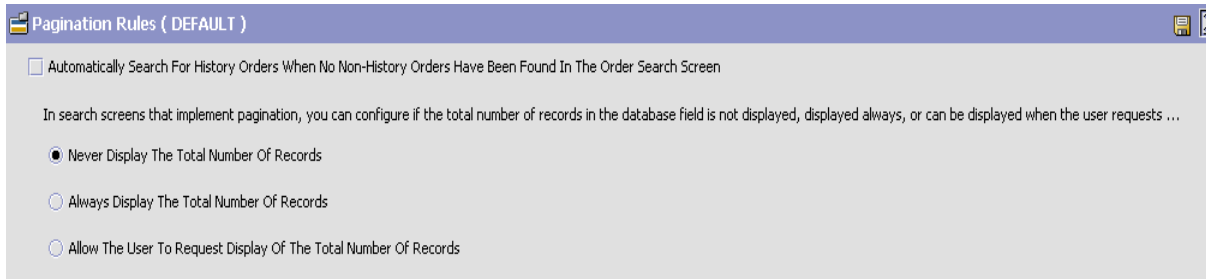 Pagination Rules ( DEFAULT )
Automatically Search For History Orders When No Non-History Orders Have Been Found In The Order Search Screen
In search screens that implement pagination, you can configure if the total number of records in the database field is not displayed, displayed always, or can be displayed when the user requests ...
Never Display The Total Number Of Records
Always Display The Total Number Of Records
Allow The User To Request Display Of The Total Number Of Records